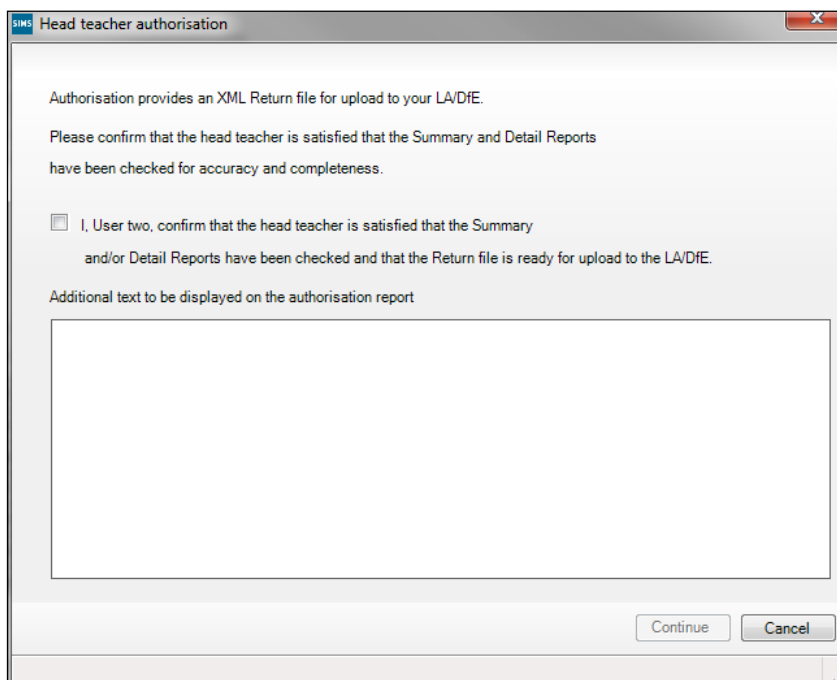 SIMS Head teacher authorisation
Authorisation provides an XML Return file for upload to your LA/DfE.
Please confirm that the head teacher is satisfied that the Summary and Detail Reports
have been checked for accuracy and completeness.
I, User two, confirm that the head teacher is satisfied that the Summary
and/or Detail Reports have been checked and that the Return file is ready for upload to the LA/DfE.
Additional text to be displayed on the authorisation report
Continue Cancel